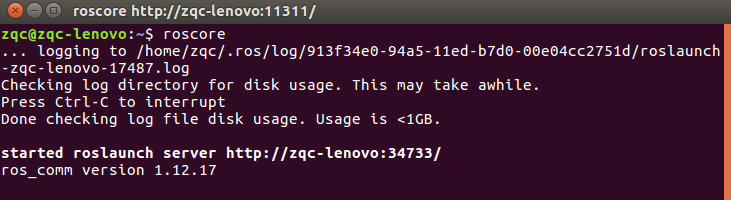 roscore http://zqc-lenovo:11311/
zqc@zqc-lenovo:~$ roscore
... logging to /home/zqc/.ros/log/913f34e0-94a5-11ed-b7d0-00e04cc2751d/roslaunch
-zqc-lenovo-17487.log
Checking log directory for disk usage. This may take awhile.
Press Ctrl-C to interrupt
Done checking log file disk usage. Usage is <1GB.
started roslaunch server http://zqc-lenovo:34733/
ros_comm version 1.12.17